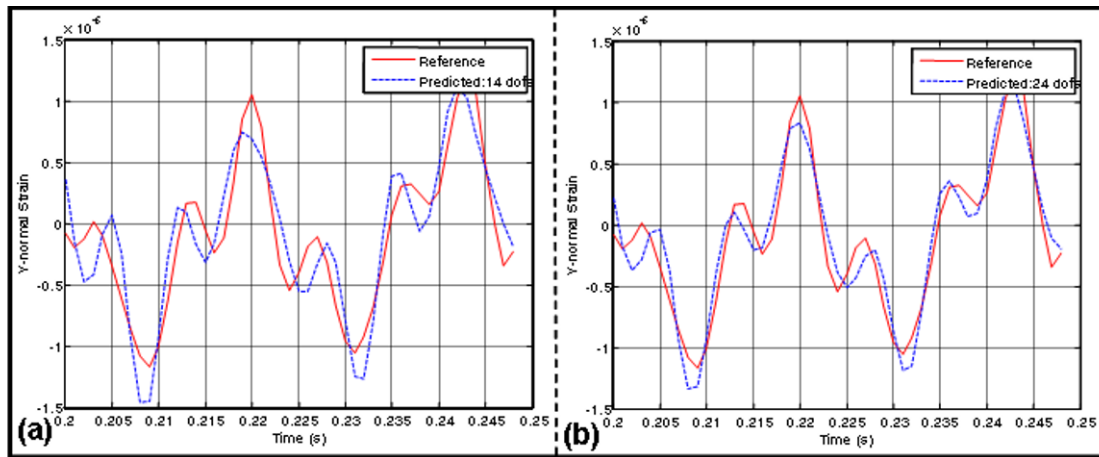 × 10⁻⁶
1.5
1
0.5
0
-0.5
-1
-1.5
Y-normal Strain
Reference
Predicted:14 dofs
0.2 0.205 0.21 0.215 0.22 0.225 0.23 0.235 0.24 0.245 0.25
Time (s)
(a)
× 10⁻⁶
1.5
1
0.5
0
-0.5
-1
-1.5
Y-normal Strain
Reference
Predicted:24 dofs
0.2 0.205 0.21 0.215 0.22 0.225 0.23 0.235 0.24 0.245 0.25
Time (s)
(b)